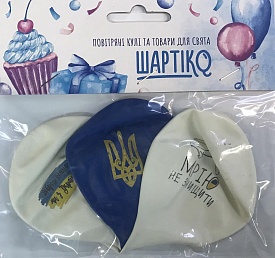 ПОВІТРЯНІ КУЛІ ТА ТОВАРИ ДЛЯ СВЯТА
ШАРТІКО
МРІЮ
НЕ ЗНИЩИТИ